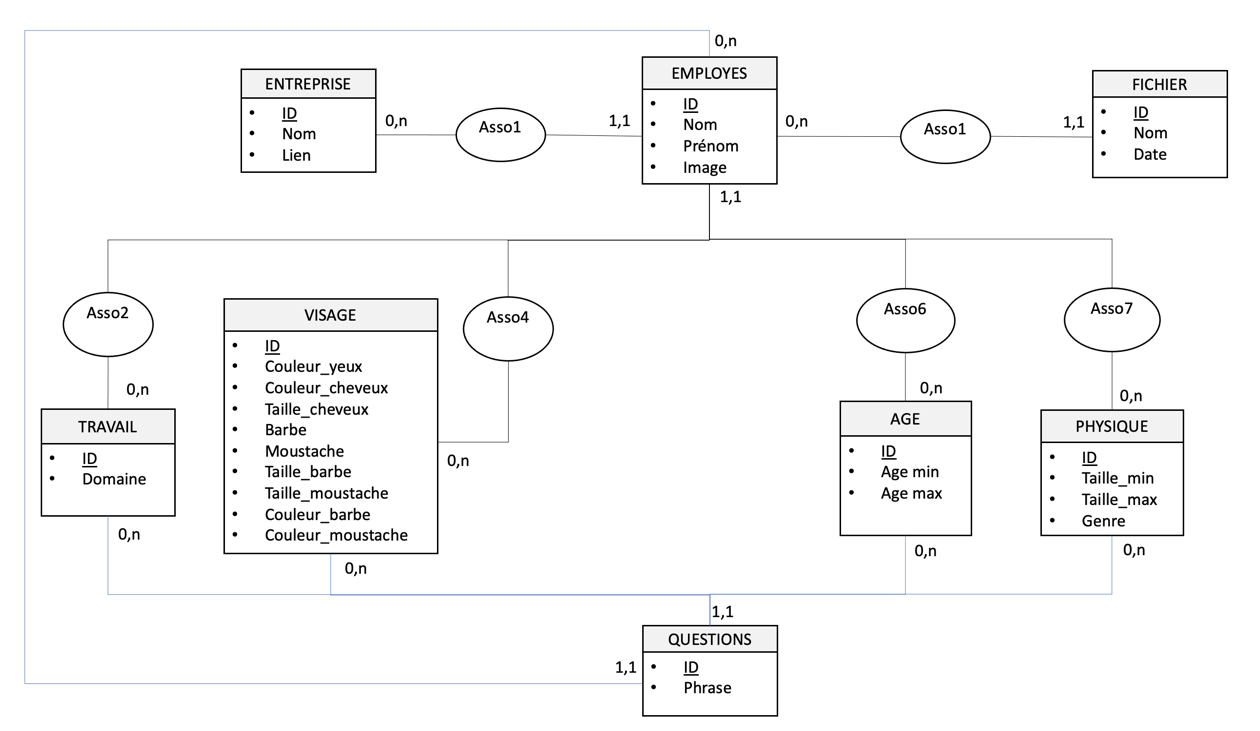 0,n
ENTREPRISE
• ID
• Nom
• Lien
0,n
Asso1
1,1
EMPLOYES
• ID
• Nom
• Prénom
• Image
0,n
Asso1
1,1
FICHIER
• ID
• Nom
• Date
1,1
Asso2
0,n
TRAVAIL
• ID
• Domaine
0,n
VISAGE
• ID
• Couleur_yeux
• Couleur_cheveux
• Taille_cheveux
• Barbe
• Moustache
• Taille_barbe
• Taille_moustache
• Couleur_barbe
• Couleur_moustache
0,n
Asso4
0,n
Asso6
0,n
AGE
• ID
• Age min
• Age max
0,n
Asso7
0,n
PHYSIQUE
• ID
• Taille_min
• Taille_max
• Genre
0,n
1,1
QUESTIONS
1,1
• ID
• Phrase